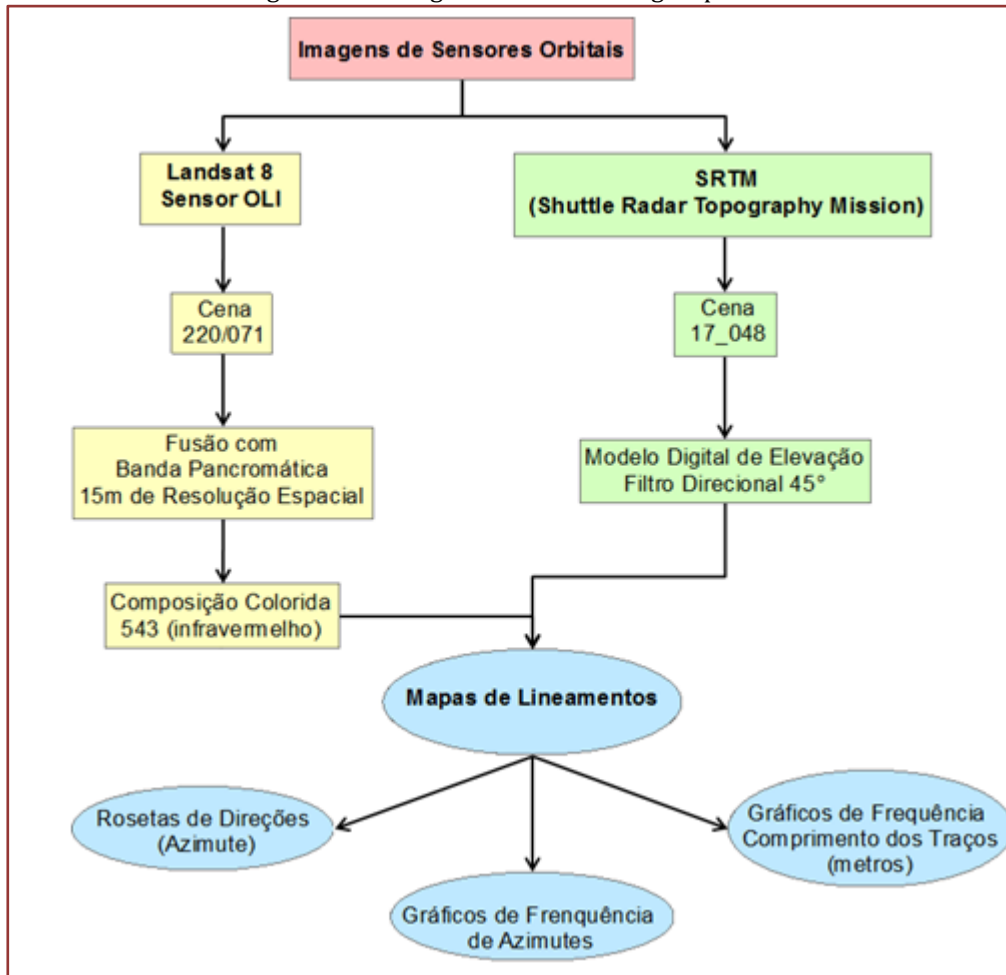 Imagens de Sensores Orbitais
Landsat 8
Sensor OLI
SRTM
(Shuttle Radar Topography Mission)
Cena
220/071
Cena
17_048
Fusão com
Banda Pancromática
15m de Resolução Espacial
Modelo Digital de Elevação
Filtro Direcional 45°
Composição Colorida
543 (infravermelho)
Mapas de Lineamentos
Rosetas de Direções
(Azimute)
Gráficos de Frequência
Comprimento dos Traços
(metros)
Gráficos de Frenquência
de Azimutes